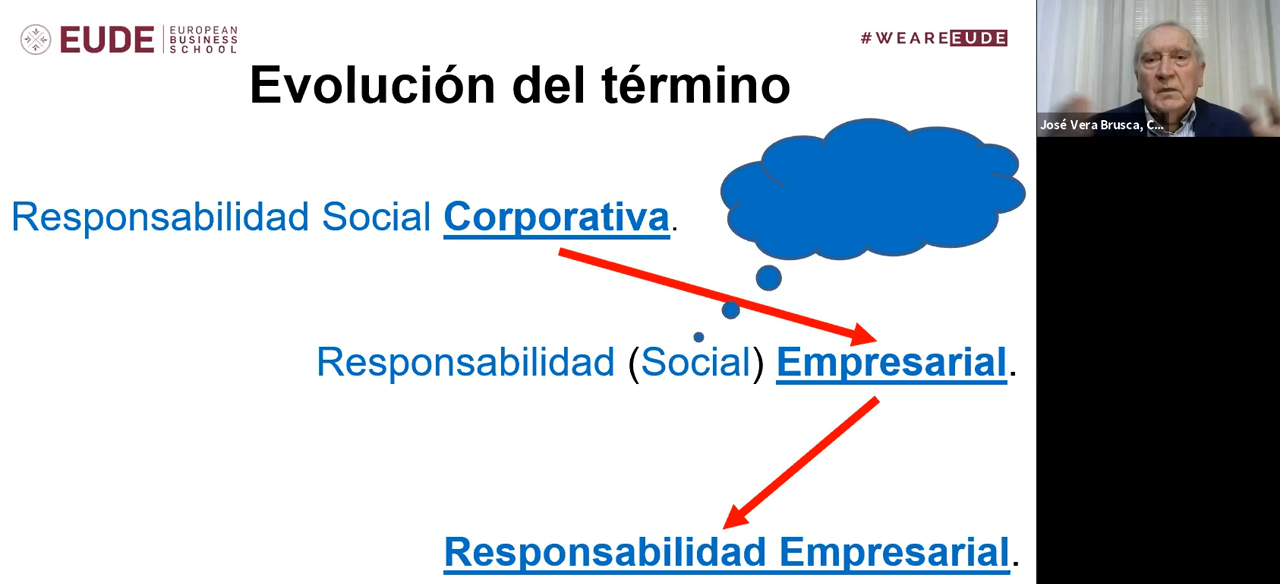 EUDE
EUROPEAN
BUSINESS
SCHOOL
#WEAREEUDE
Evolución del término
José Vera Brusca, C...
Responsabilidad Social Corporativa.
Responsabilidad (Social) Empresarial.
Responsabilidad Empresarial.